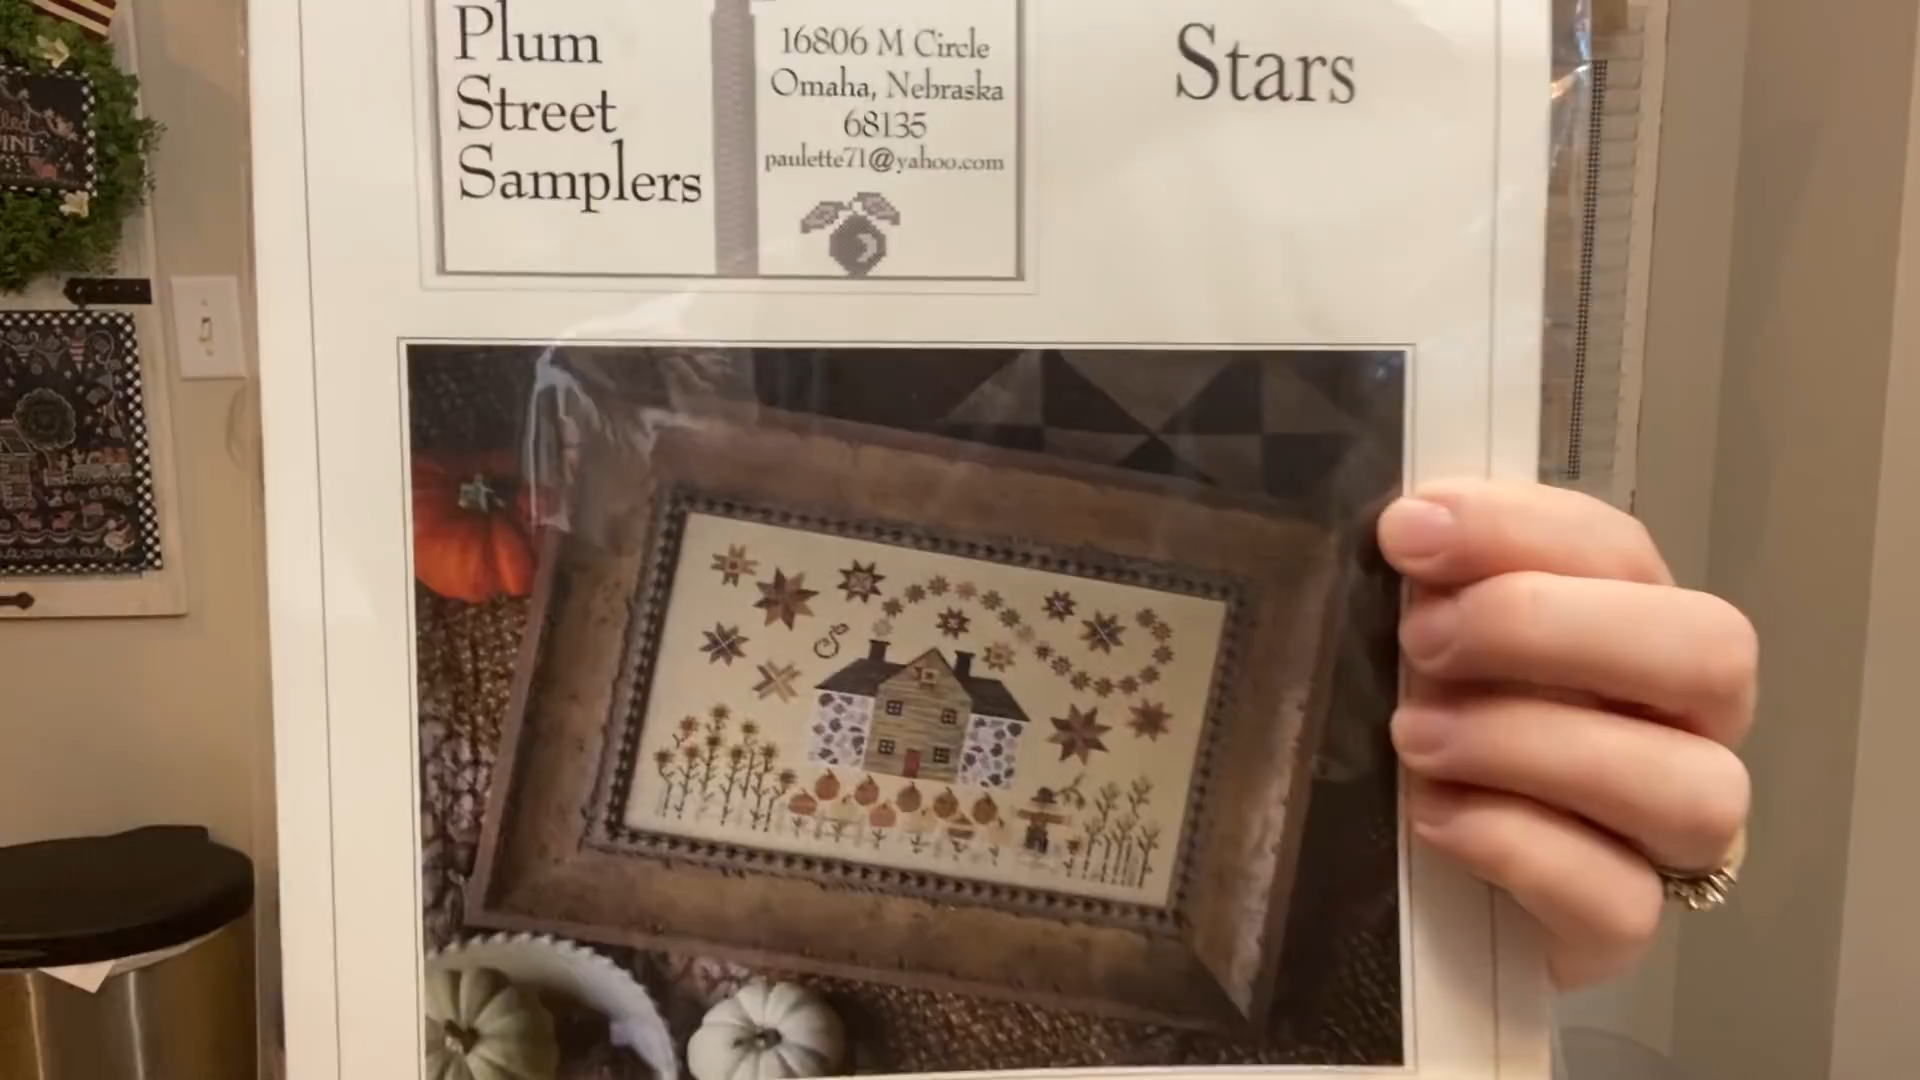 Plum
Street
Samplers
16806 M Circle
Omaha, Nebraska
68135
paulette71@yahoo.com
Stars